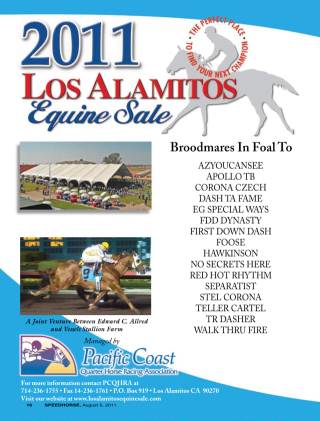 2011
LOS ALAMITOS
Equine Sale
• THE PERFECT PLACE •
TO FIND YOUR NEXT CHAMPION
Broodmares In Foal To
AZYOUCANSEE
APOLLO TB
CORONA CZECH
DASH TA FAME
EG SPECIAL WAYS
FDD DYNASTY
FIRST DOWN DASH
FOOSE
HAWKINSON
NO SECRETS HERE
RED HOT RHYTHM
SEPARATIST
STEL CORONA
TELLER CARTEL
TR DASHER
WALK THRU FIRE
A Joint Venture Between Edward C. Allred
and Vessels Stallion Farm
Managed by
Pacific Coast
Quarter Horse Racing Association
For more information contact PCQHRA at
714-236-1755 • Fax 14-236-1761 • P.O. Box 919 • Los Alamitos CA 90270
Visit our website at www.losalamitosequinesale.com
SPEEDHORSE, August 5, 2011